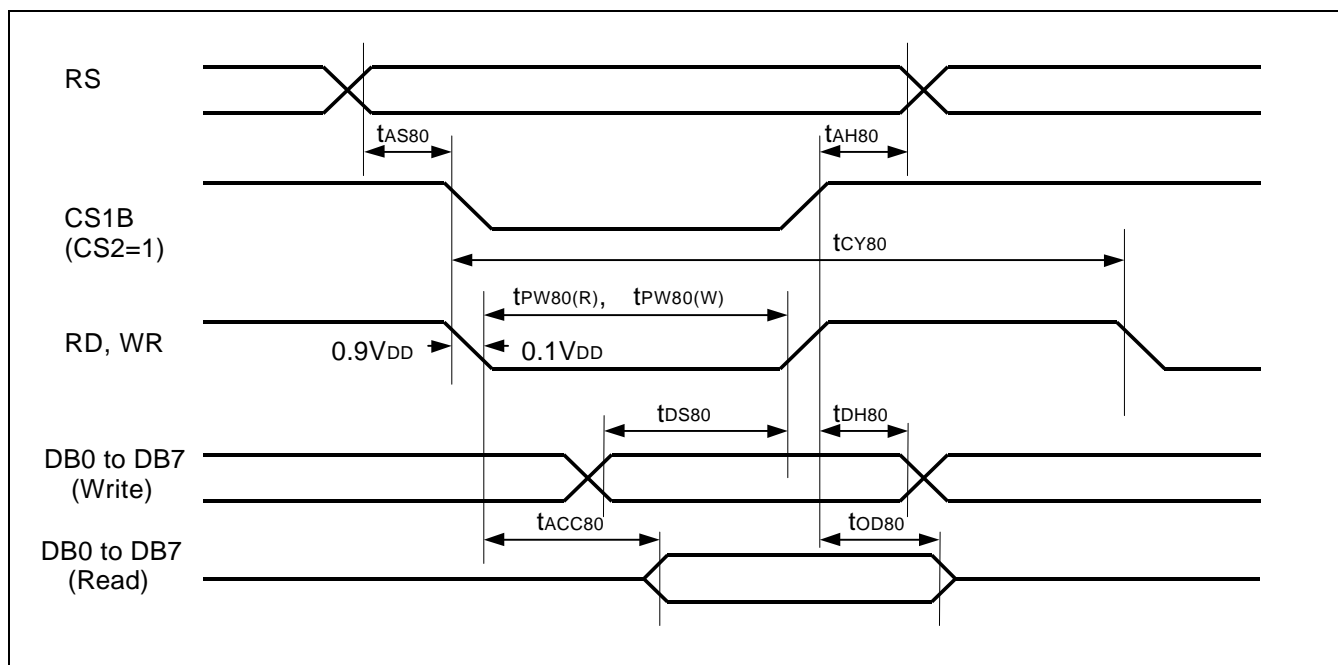 RS
tAS80
tAH80
CS1B
(CS2=1)
tCY80
tPW80(R), tPW80(W)
RD, WR
0.9VDD
0.1VDD
tDS80
tDH80
DB0 to DB7
(Write)
tACC80
tOD80
DB0 to DB7
(Read)